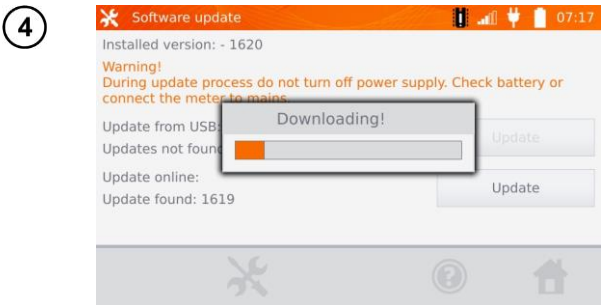 4
Software update
07:17
Installed version: - 1620
Warning!
During update process do not turn off power supply. Check battery or
connect the meter to mains.
Downloading!
Update from USB:
Update
Updates not found
Update online:
Update
Update found: 1619